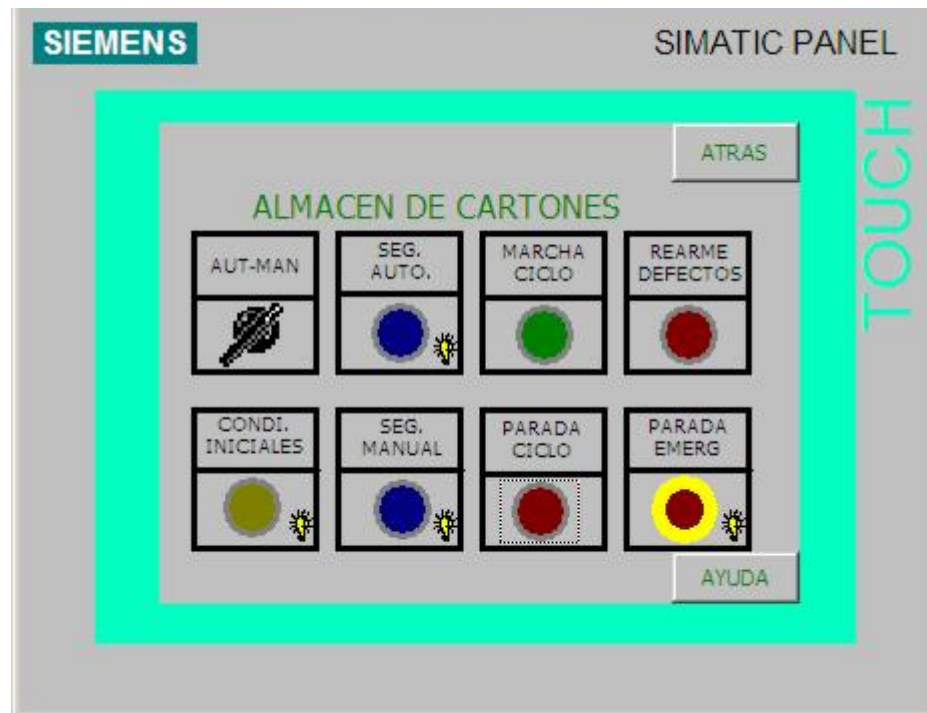 SIEMENS
SIMATIC PANEL
TOUCH
ATRAS
ALMACEN DE CARTONES
AUT-MAN
SEG.
AUTO.
MARCHA
CICLO
REARME
DEFECTOS
CONDI.
INICIALES
SEG.
MANUAL
PARADA
CICLO
PARADA
EMERG
AYUDA